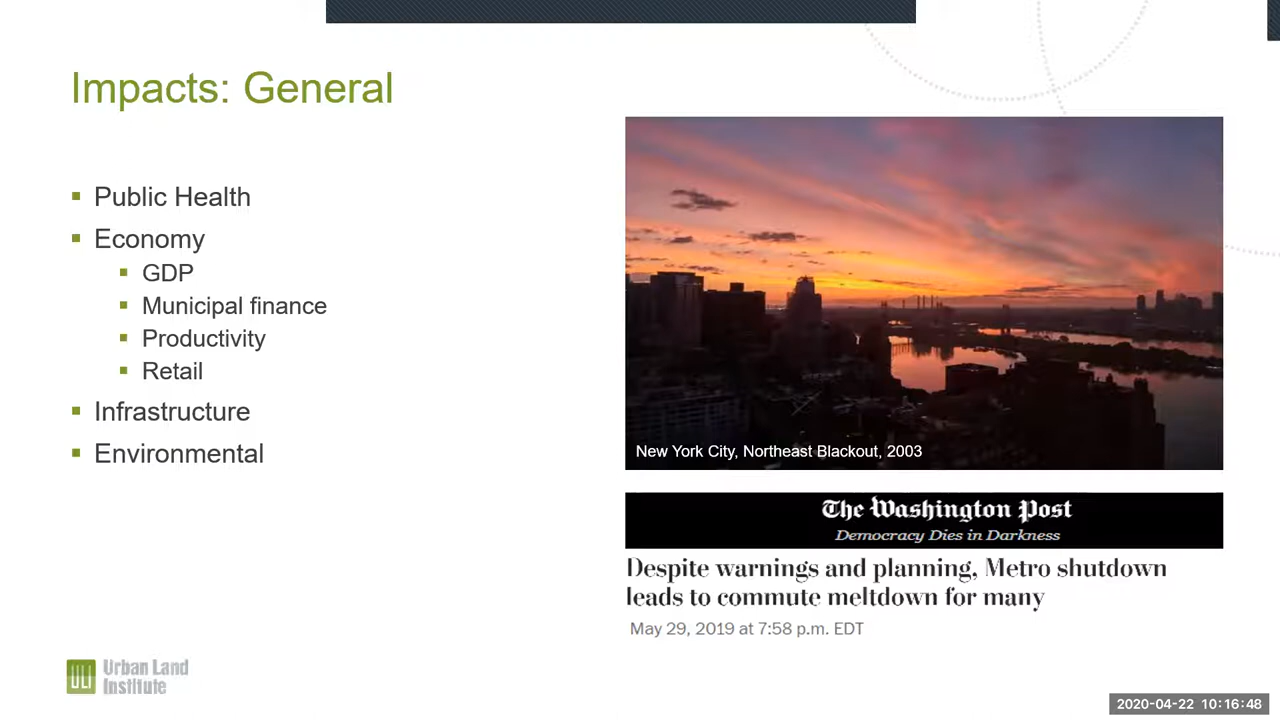 Impacts: General
Public Health
Economy
GDP
Municipal finance
Productivity
Retail
Infrastructure
Environmental
New York City, Northeast Blackout, 2003
The Washington Post
Democracy Dies in Darkness
Despite warnings and planning, Metro shutdown
leads to commute meltdown for many
May 29, 2019 at 7:58 p.m. EDT
ULI
Urban Land
Institute
2020-04-22 10:16:48